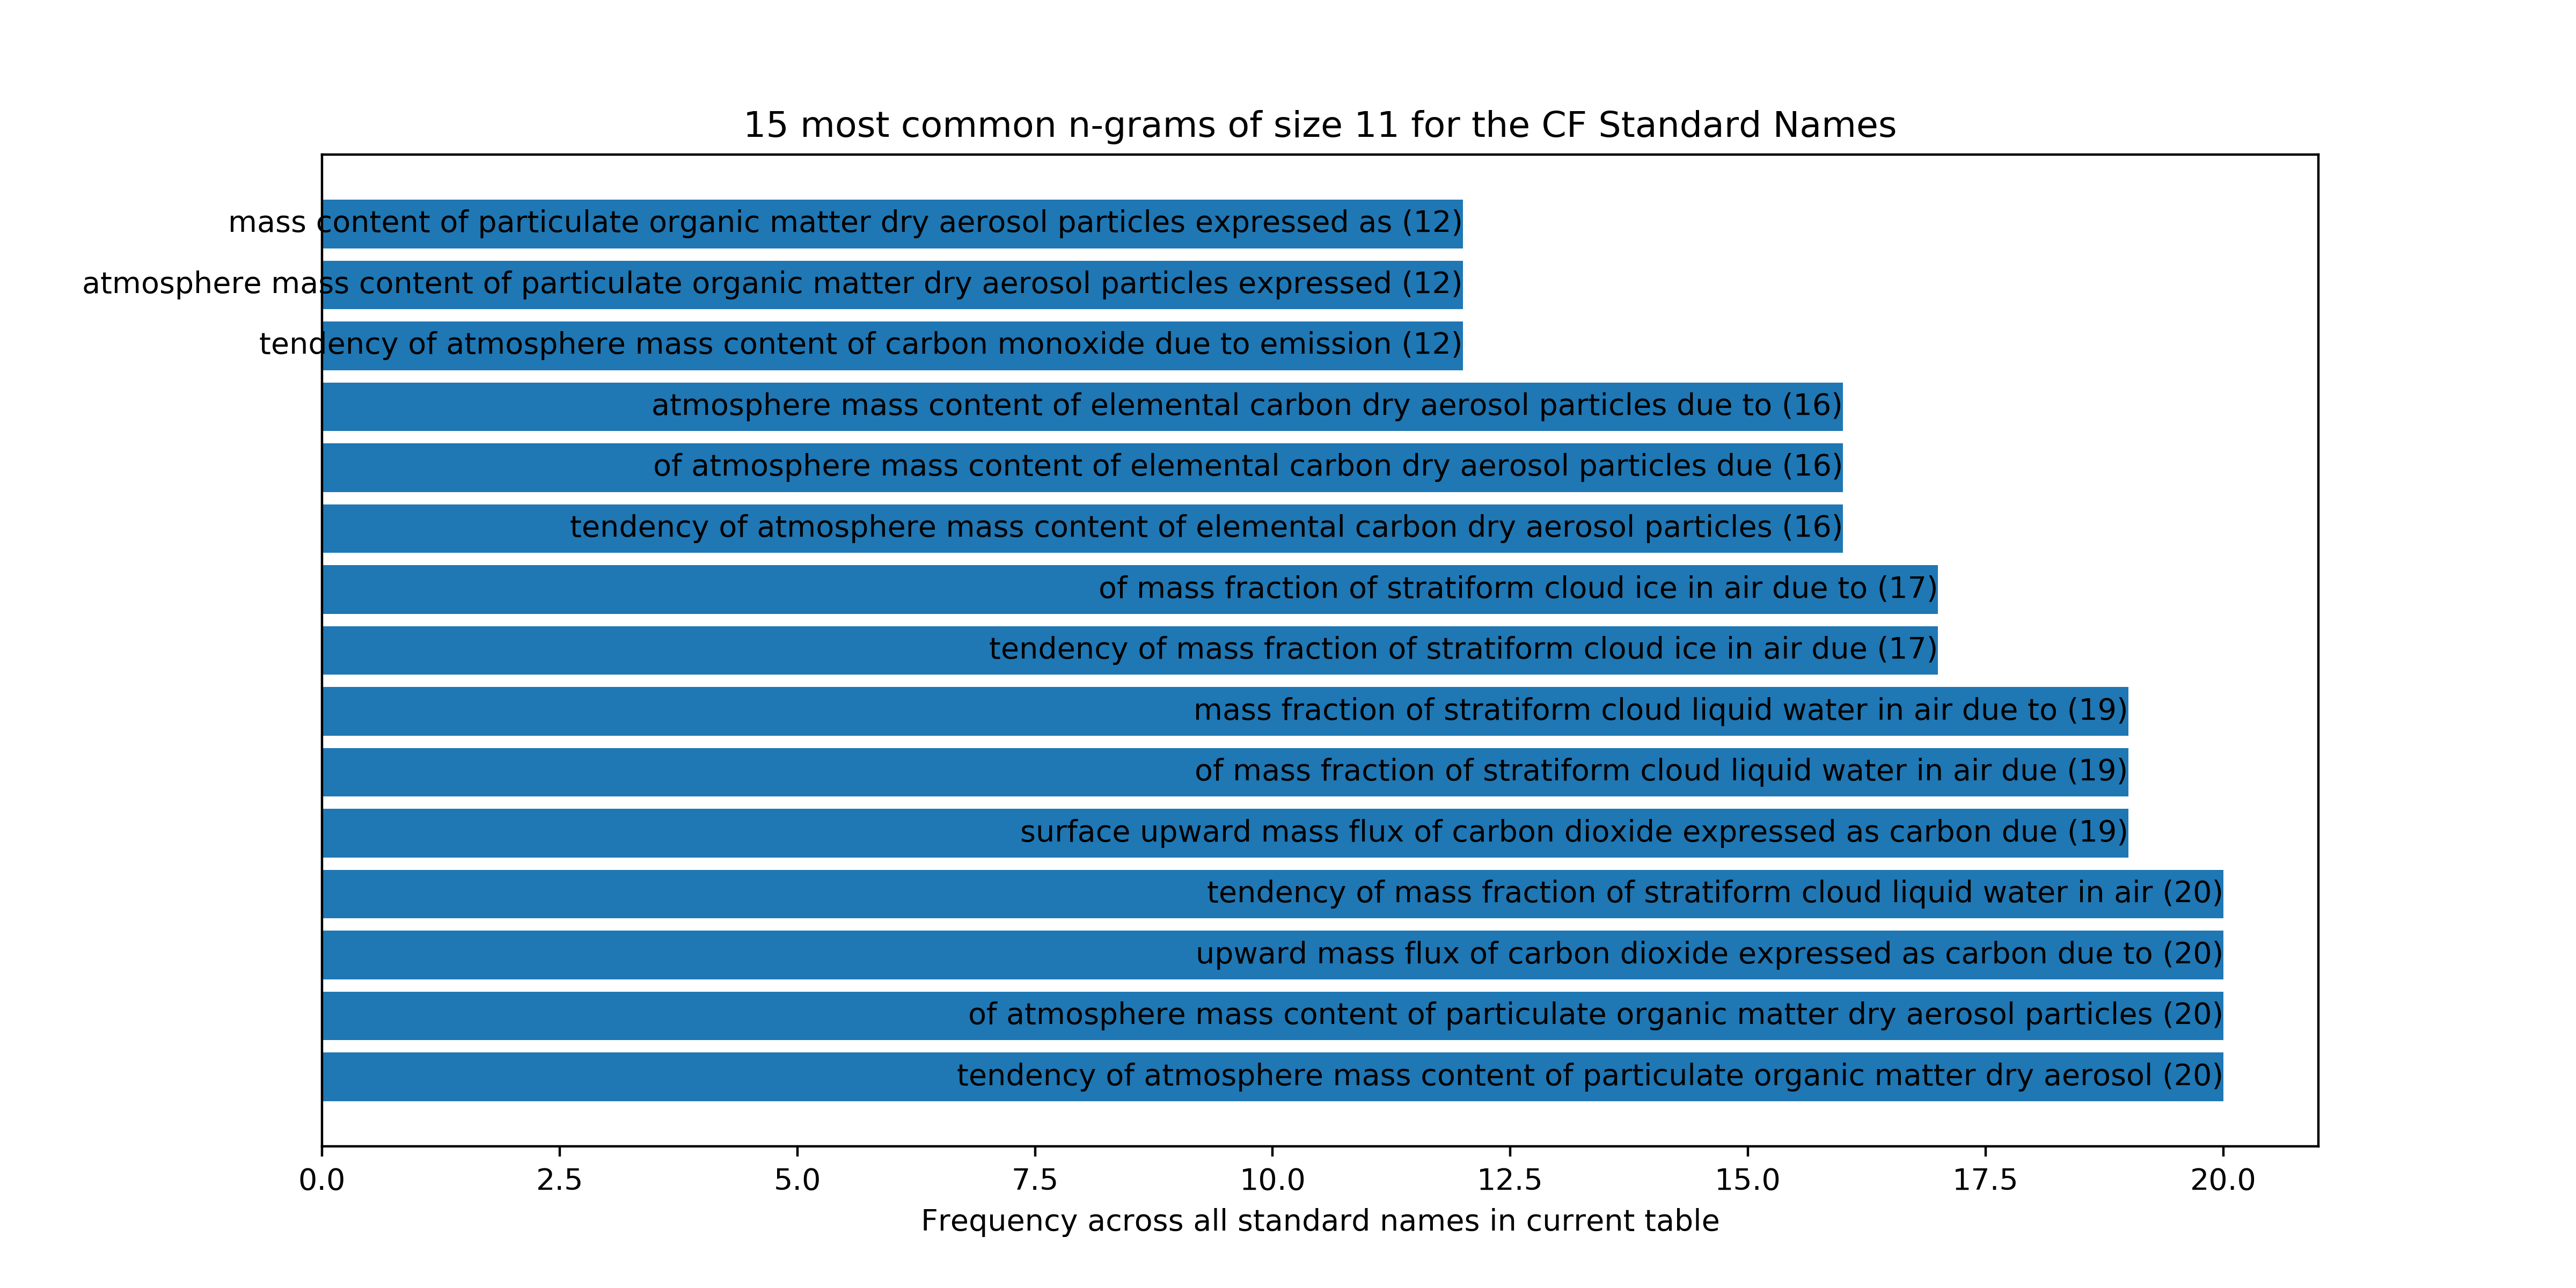 15 most common n-grams of size 11 for the CF Standard Names
mass content of particulate organic matter dry aerosol particles expressed as (12)
atmosphere mass content of particulate organic matter dry aerosol particles expressed (12)
tendency of atmosphere mass content of carbon monoxide due to emission (12)
atmosphere mass content of elemental carbon dry aerosol particles due to (16)
of atmosphere mass content of elemental carbon dry aerosol particles due (16)
tendency of atmosphere mass content of elemental carbon dry aerosol particles (16)
of mass fraction of stratiform cloud ice in air due to (17)
tendency of mass fraction of stratiform cloud ice in air due (17)
mass fraction of stratiform cloud liquid water in air due to (19)
of mass fraction of stratiform cloud liquid water in air due (19)
surface upward mass flux of carbon dioxide expressed as carbon due (19)
tendency of mass fraction of stratiform cloud liquid water in air (20)
upward mass flux of carbon dioxide expressed as carbon due to (20)
of atmosphere mass content of particulate organic matter dry aerosol particles (20)
tendency of atmosphere mass content of particulate organic matter dry aerosol (20)
0.0 2.5 5.0 7.5 10.0 12.5 15.0 17.5 20.0
Frequency across all standard names in current table